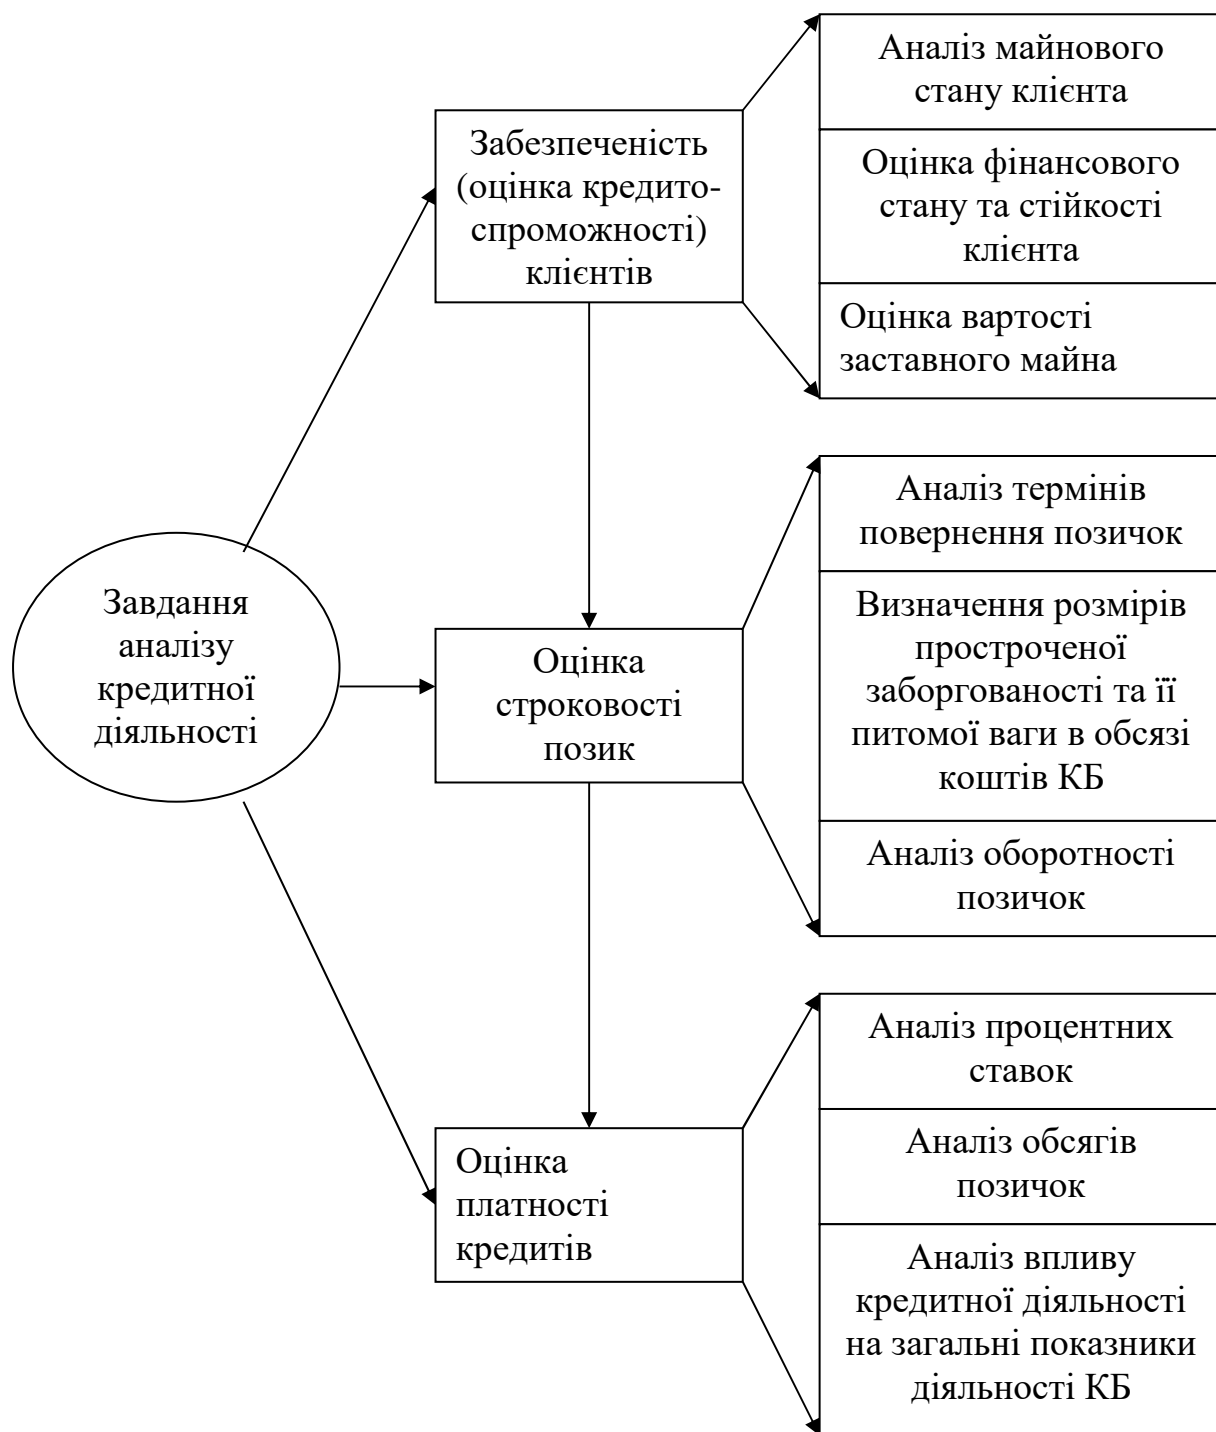 Завдання
аналізу
кредитної
діяльності
Забезпеченість
(оцінка кредито-
спроможності)
клієнтів
Аналіз майнового
стану клієнта
Оцінка фінансового
стану та стійкості
клієнта
Оцінка вартості
заставного майна
Оцінка
строковості
позик
Аналіз термінів
повернення позичок
Визначення розмірів
простроченої
заборгованості та її
питомої ваги в обсязі
коштів КБ
Аналіз оборотності
позичок
Оцінка
платності
кредитів
Аналіз процентних
ставок
Аналіз обсягів
позичок
Аналіз впливу
кредитної діяльності
на загальні показники
діяльності КБ